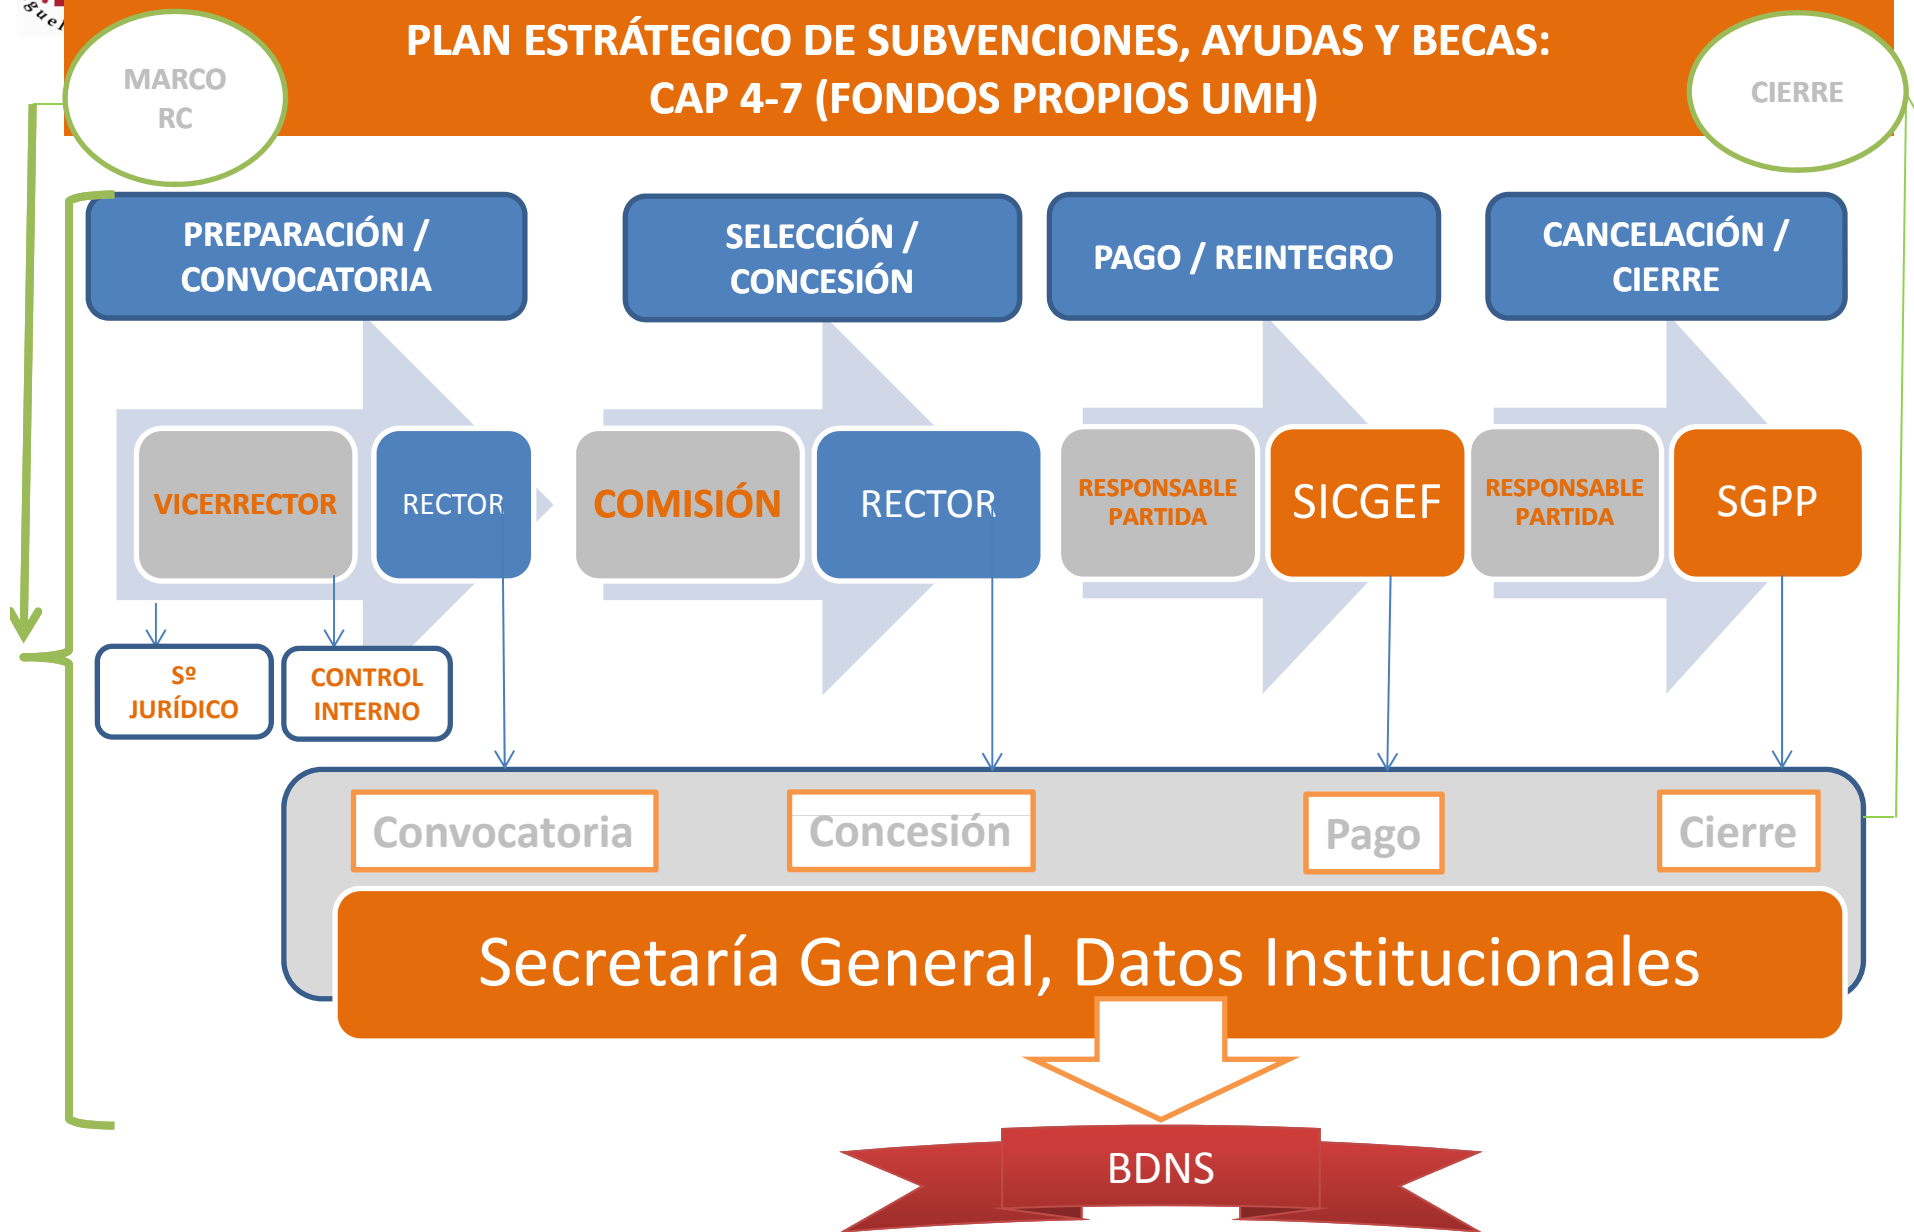 PLAN ESTRÁTEGICO DE SUBVENCIONES, AYUDAS Y BECAS:
CAP 4-7 (FONDOS PROPIOS UMH)
MARCO
RC
CIERRE
PREPARACIÓN /
CONVOCATORIA
SELECCIÓN /
CONCESIÓN
PAGO / REINTEGRO
CANCELACIÓN /
CIERRE
VICERRECTOR
RECTOR
COMISIÓN
RECTOR
RESPONSABLE
PARTIDA
SICGEF
RESPONSABLE
PARTIDA
SGPP
Sº
JURÍDICO
CONTROL
INTERNO
Convocatoria
Concesión
Pago
Cierre
Secretaría General, Datos Institucionales
BDNS